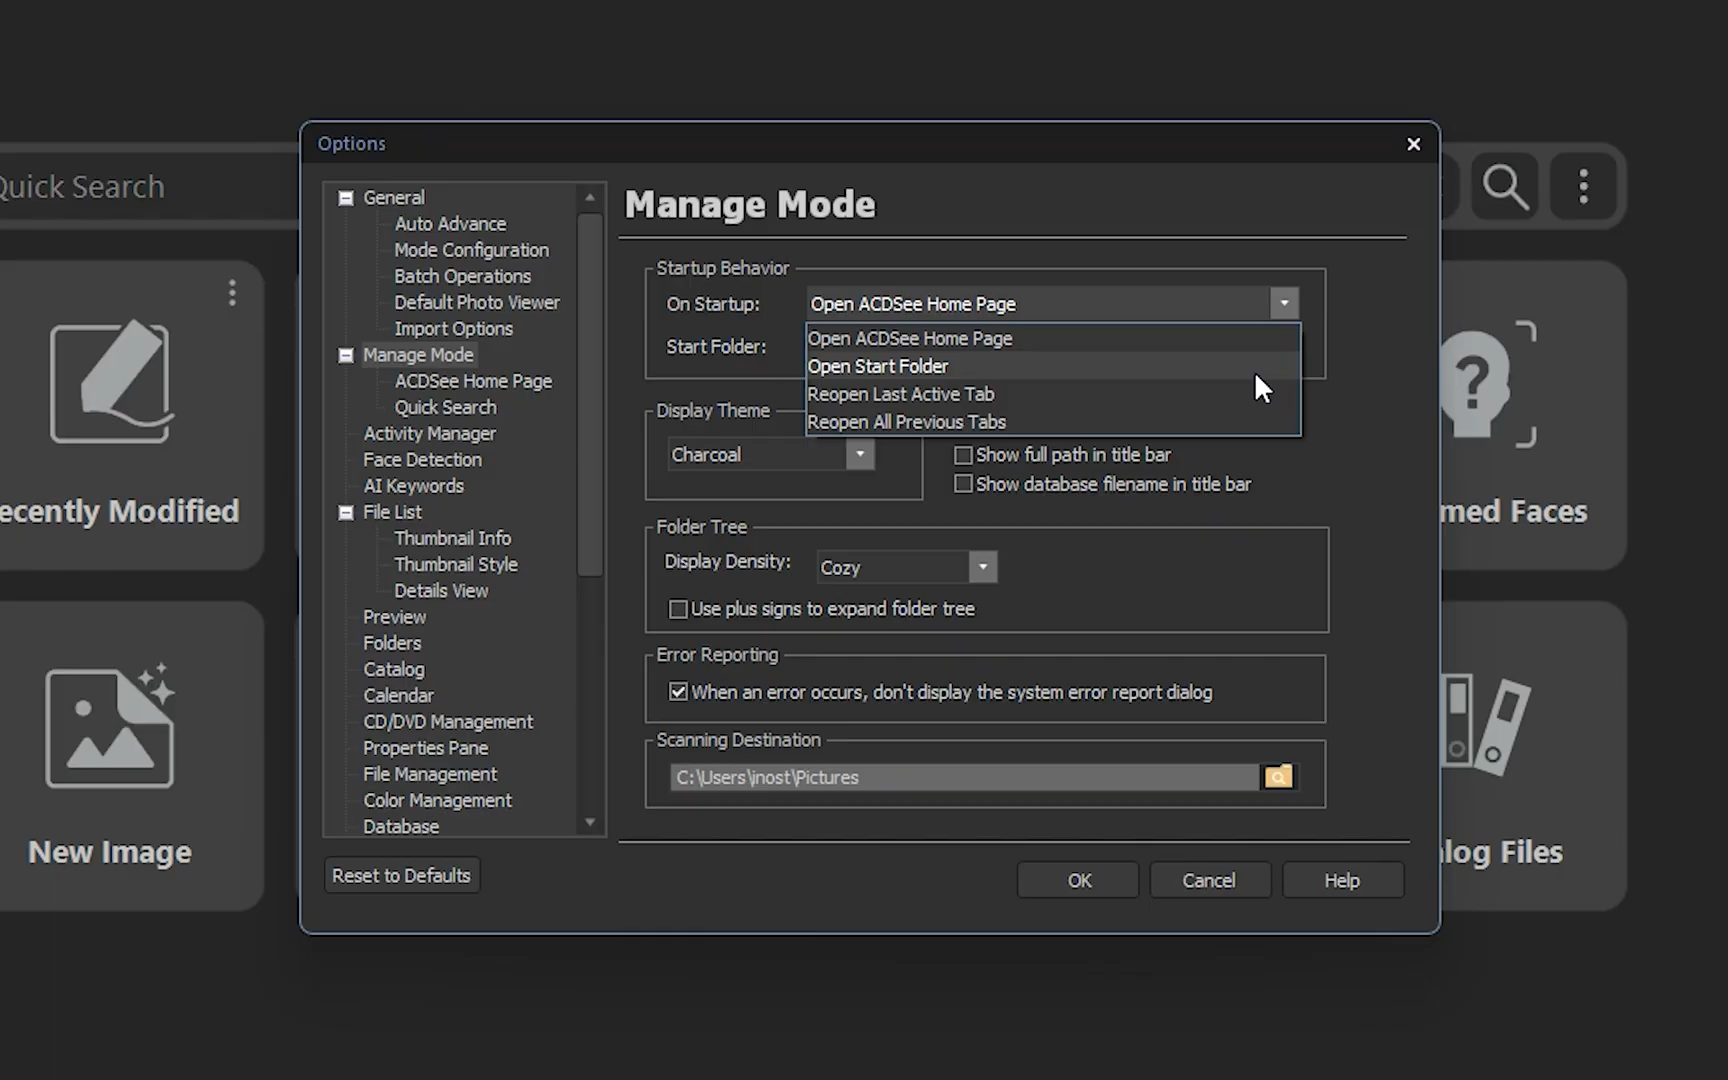 Options
Quick Search
General
Auto Advance
Mode Configuration
Batch Operations
Default Photo Viewer
Import Options
Manage Mode
ACDSee Home Page
Quick Search
Activity Manager
Face Detection
AI Keywords
File List
Thumbnail Info
Thumbnail Style
Details View
Preview
Folders
Catalog
Calendar
CD/DVD Management
Properties Pane
File Management
Color Management
Database
Reset to Defaults
Manage Mode
Startup Behavior
On Startup: Open ACDSee Home Page
Start Folder:
Open ACDSee Home Page
Open Start Folder
Reopen Last Active Tab
Reopen All Previous Tabs
Display Theme
Charcoal
Show full path in title bar
Show database filename in title bar
Folder Tree
Display Density: Cozy
Use plus signs to expand folder tree
Error Reporting
When an error occurs, don't display the system error report dialog
Scanning Destination
C:\Users\jnost\Pictures
OK Cancel Help
ecently Modified
New Image
med Faces
log Files